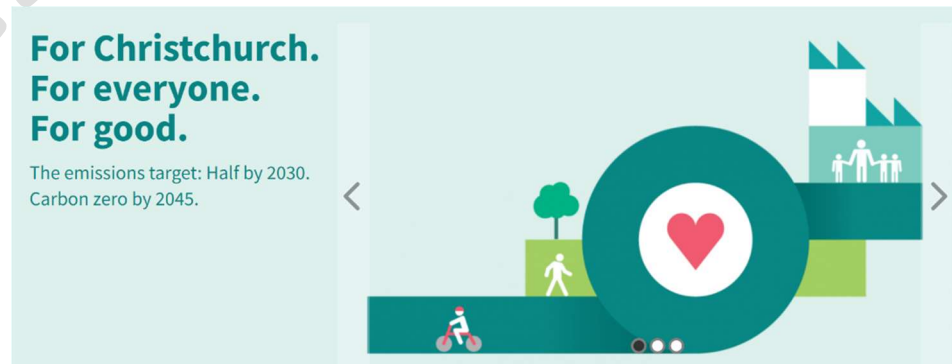 For Christchurch.
For everyone.
For good.
The emissions target: Half by 2030.
Carbon zero by 2045.